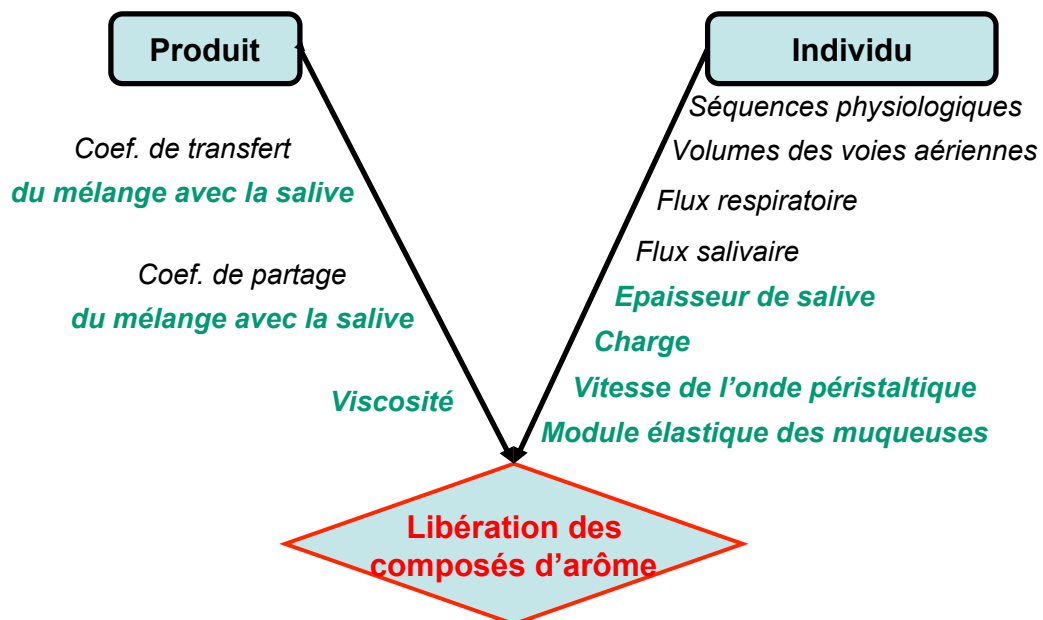 Produit
Individu
Coef. de transfert
du mélange avec la salive
Coef. de partage
du mélange avec la salive
Viscosité
Séquences physiologiques
Volumes des voies aériennes
Flux respiratoire
Flux salivaire
Epaisseur de salive
Charge
Vitesse de l'onde péristaltique
Module élastique des muqueuses
Libération des
composés d'arôme